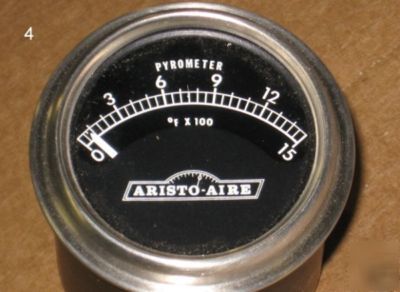 4
PYROMETER
0 3 6 9 12 15
°F X 100
ARISTO-AIRE